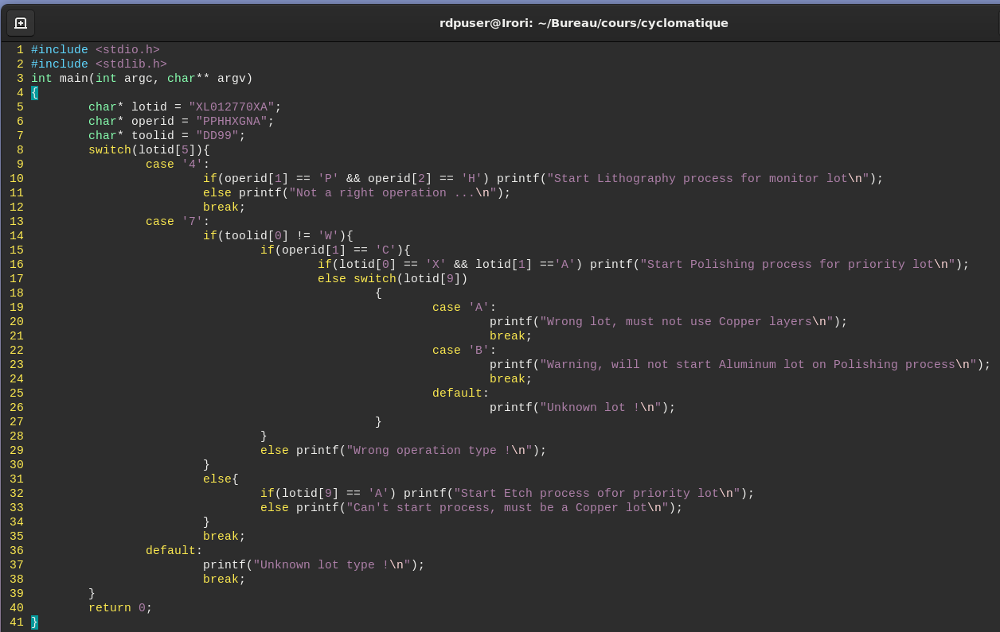 rdpuser@Irori: ~/Bureau/cours/cyclomatique
1 #include <stdio.h>
2 #include <stdlib.h>
3 int main(int argc, char** argv)
4 {
5         char* lotid = "XL012770XA";
6         char* operid = "PPHHXGNA";
7         char* toolid = "DD99";
8         switch(lotid[5]){
9                 case '4':
10                         if(operid[1] == 'P' && operid[2] == 'H') printf("Start Lithography process for monitor lot\n");
11                         else printf("Not a right operation ...\n");
12                         break;
13                 case '7':
14                         if(toolid[0] != 'W'){
15                                 if(operid[1] == 'C'){
16                                         if(lotid[0] == 'X' && lotid[1] =='A') printf("Start Polishing process for priority lot\n");
17                                         else switch(lotid[9])
18                                                 {
19                                                         case 'A':
20                                                                 printf("Wrong lot, must not use Copper layers\n");
21                                                                 break;
22                                                         case 'B':
23                                                                 printf("Warning, will not start Aluminum lot on Polishing process\n");
24                                                                 break;
25                                                         default:
26                                                                 printf("Unknown lot !\n");
27                                                 }
28                                 }
29                                 else printf("Wrong operation type !\n");
30                         }
31                         else{
32                                 if(lotid[9] == 'A') printf("Start Etch process ofor priority lot\n");
33                                 else printf("Can't start process, must be a Copper lot\n");
34                         }
35                         break;
36                 default:
37                         printf("Unknown lot type !\n");
38                         break;
39         }
40         return 0;
41 }